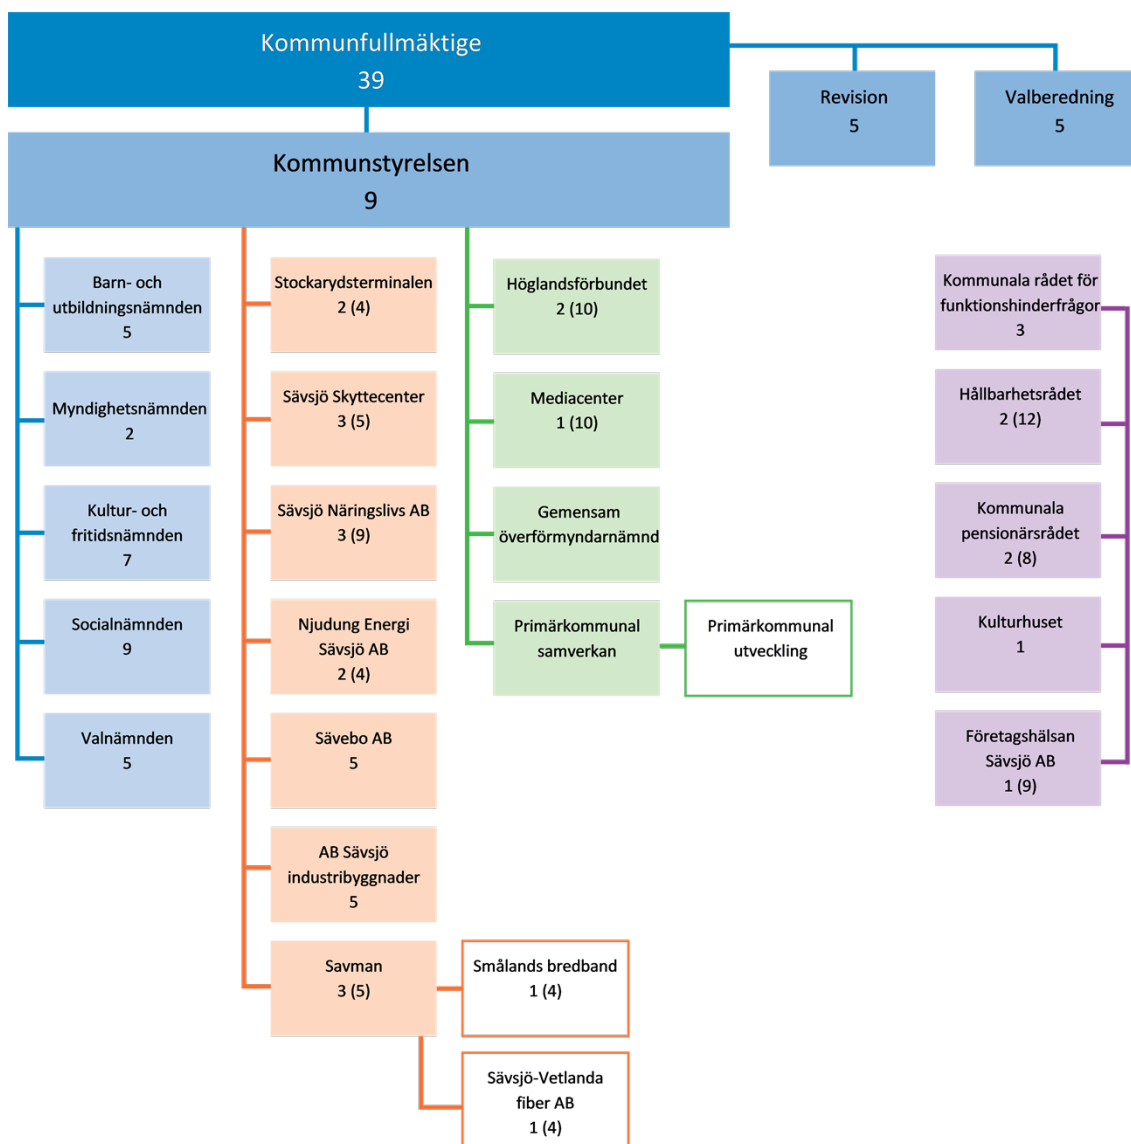 Kommunfullmäktige
39
Revision
5
Valberedning
5
Kommunstyrelsen
9
Barn- och
utbildningsnämnden
5
Myndighetsnämnden
2
Kultur- och
fritidsnämnden
7
Socialnämnden
9
Valnämnden
5
Stockarydsterminalen
2 (4)
Sävsjö Skyttecenter
3 (5)
Sävsjö Näringslivs AB
3 (9)
Njudung Energi
Sävsjö AB
2 (4)
Sävebo AB
5
AB Sävsjö
industribyggnader
5
Savman
3 (5)
Smålands bredband
1 (4)
Sävsjö-Vetlanda
fiber AB
1 (4)
Höglandsförbundet
2 (10)
Mediacenter
1 (10)
Gemensam
överförmyndarnämnd
Primärkommunal
samverkan
Primärkommunal
utveckling
Kommunala rådet för
funktionshinderfrågor
3
Hållbarhetsrådet
2 (12)
Kommunala
pensionärsrådet
2 (8)
Kulturhuset
1
Företagshälsan
Sävsjö AB
1 (9)